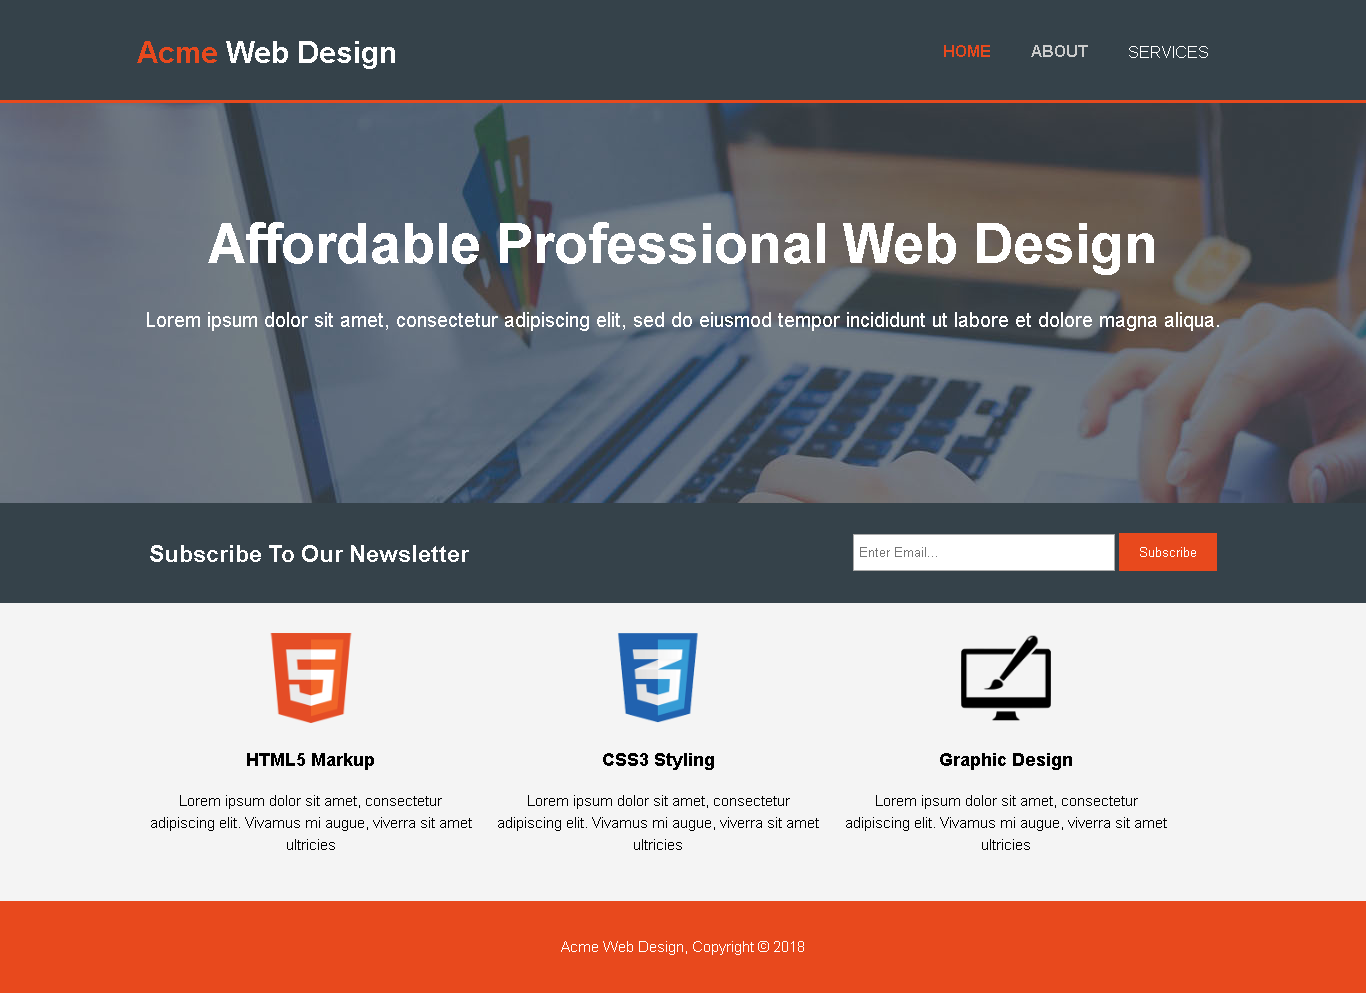 Acme Web Design
HOME ABOUT SERVICES
Affordable Professional Web Design
Lorem ipsum dolor sit amet, consectetur adipiscing elit, sed do eiusmod tempor incididunt ut labore et dolore magna aliqua.
Subscribe To Our Newsletter
Enter Email...
Subscribe
HTML5 Markup
Lorem ipsum dolor sit amet, consectetur
adipiscing elit. Vivamus mi augue, viverra sit amet
ultricies
CSS3 Styling
Lorem ipsum dolor sit amet, consectetur
adipiscing elit. Vivamus mi augue, viverra sit amet
ultricies
Graphic Design
Lorem ipsum dolor sit amet, consectetur
adipiscing elit. Vivamus mi augue, viverra sit amet
ultricies
Acme Web Design, Copyright © 2018